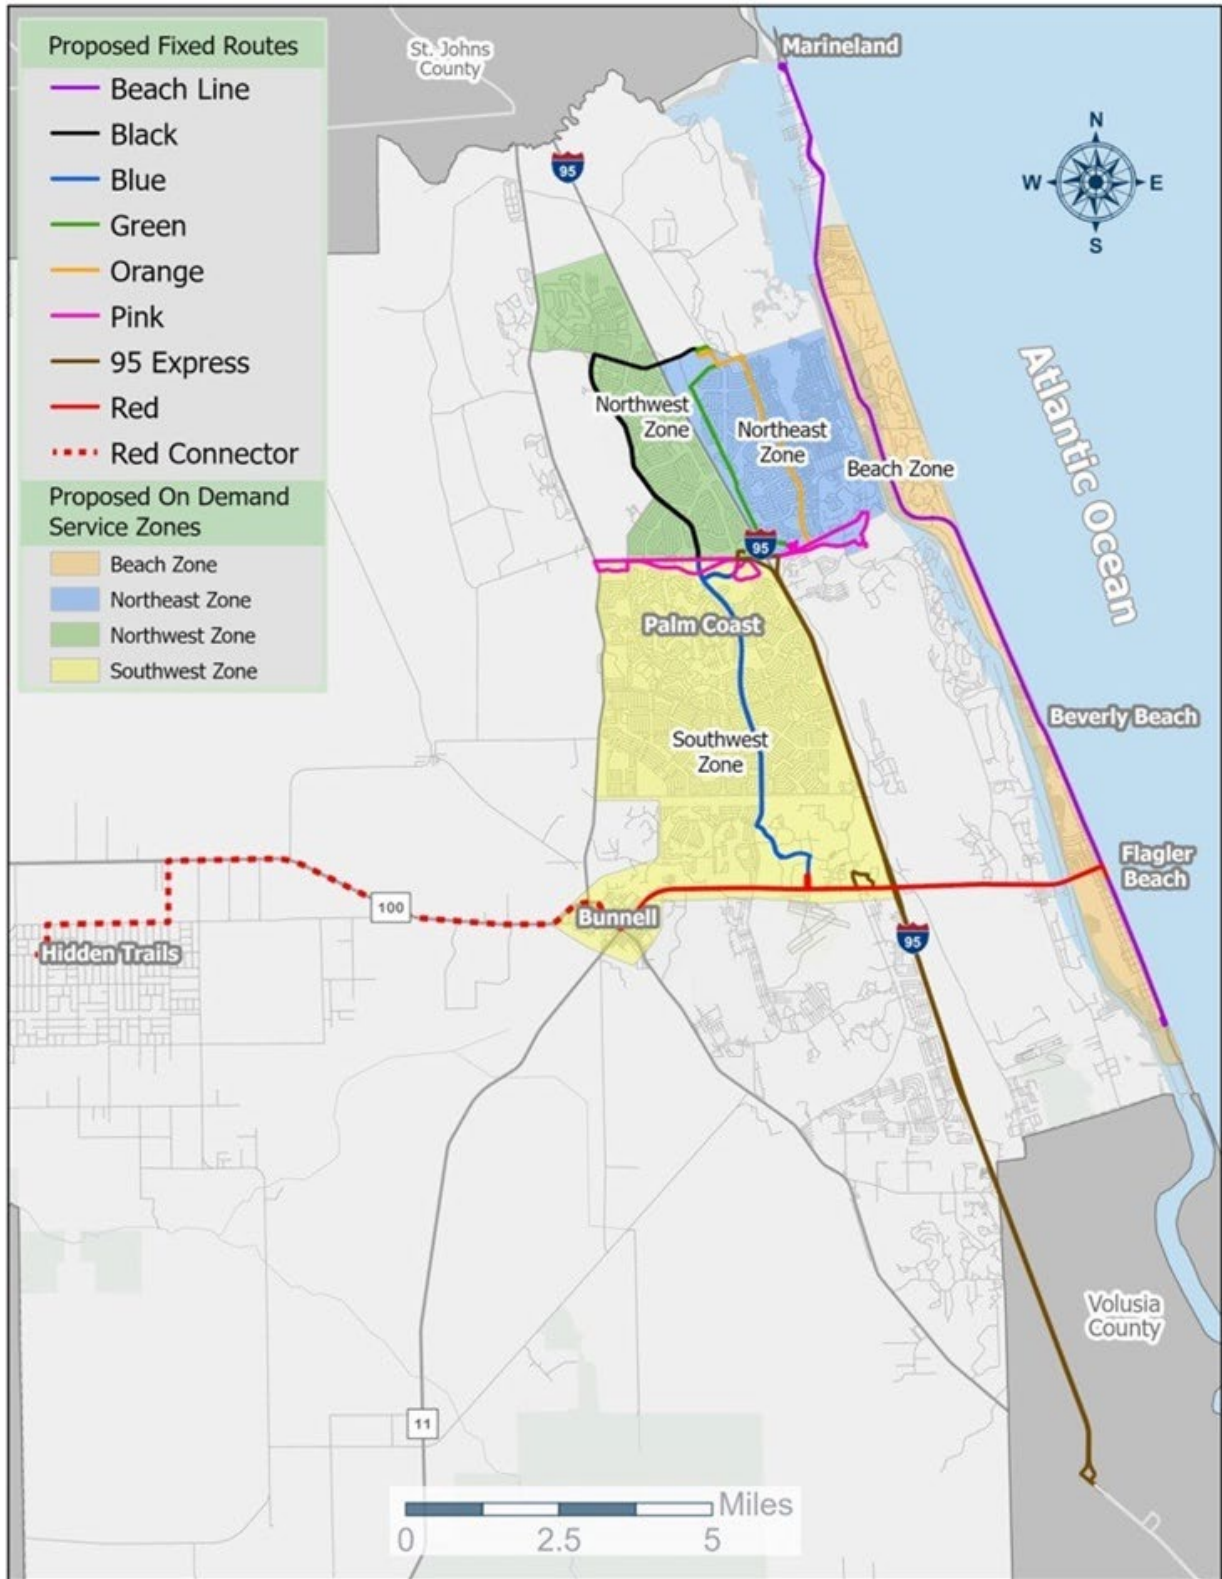 Proposed Fixed Routes
Beach Line
Black
Blue
Green
Orange
Pink
95 Express
Red
Red Connector
Proposed On Demand
Service Zones
Beach Zone
Northeast Zone
Northwest Zone
Southwest Zone
St. Johns
County
Marineland
95
N
W
E
S
Atlantic Ocean
Northwest
Zone
Northeast
Zone
Beach Zone
95
Palm Coast
Beverly Beach
Southwest
Zone
Flagler
Beach
100
Bunnell
95
Hidden Trails
Volusia
County
11
Miles
0
2.5
5